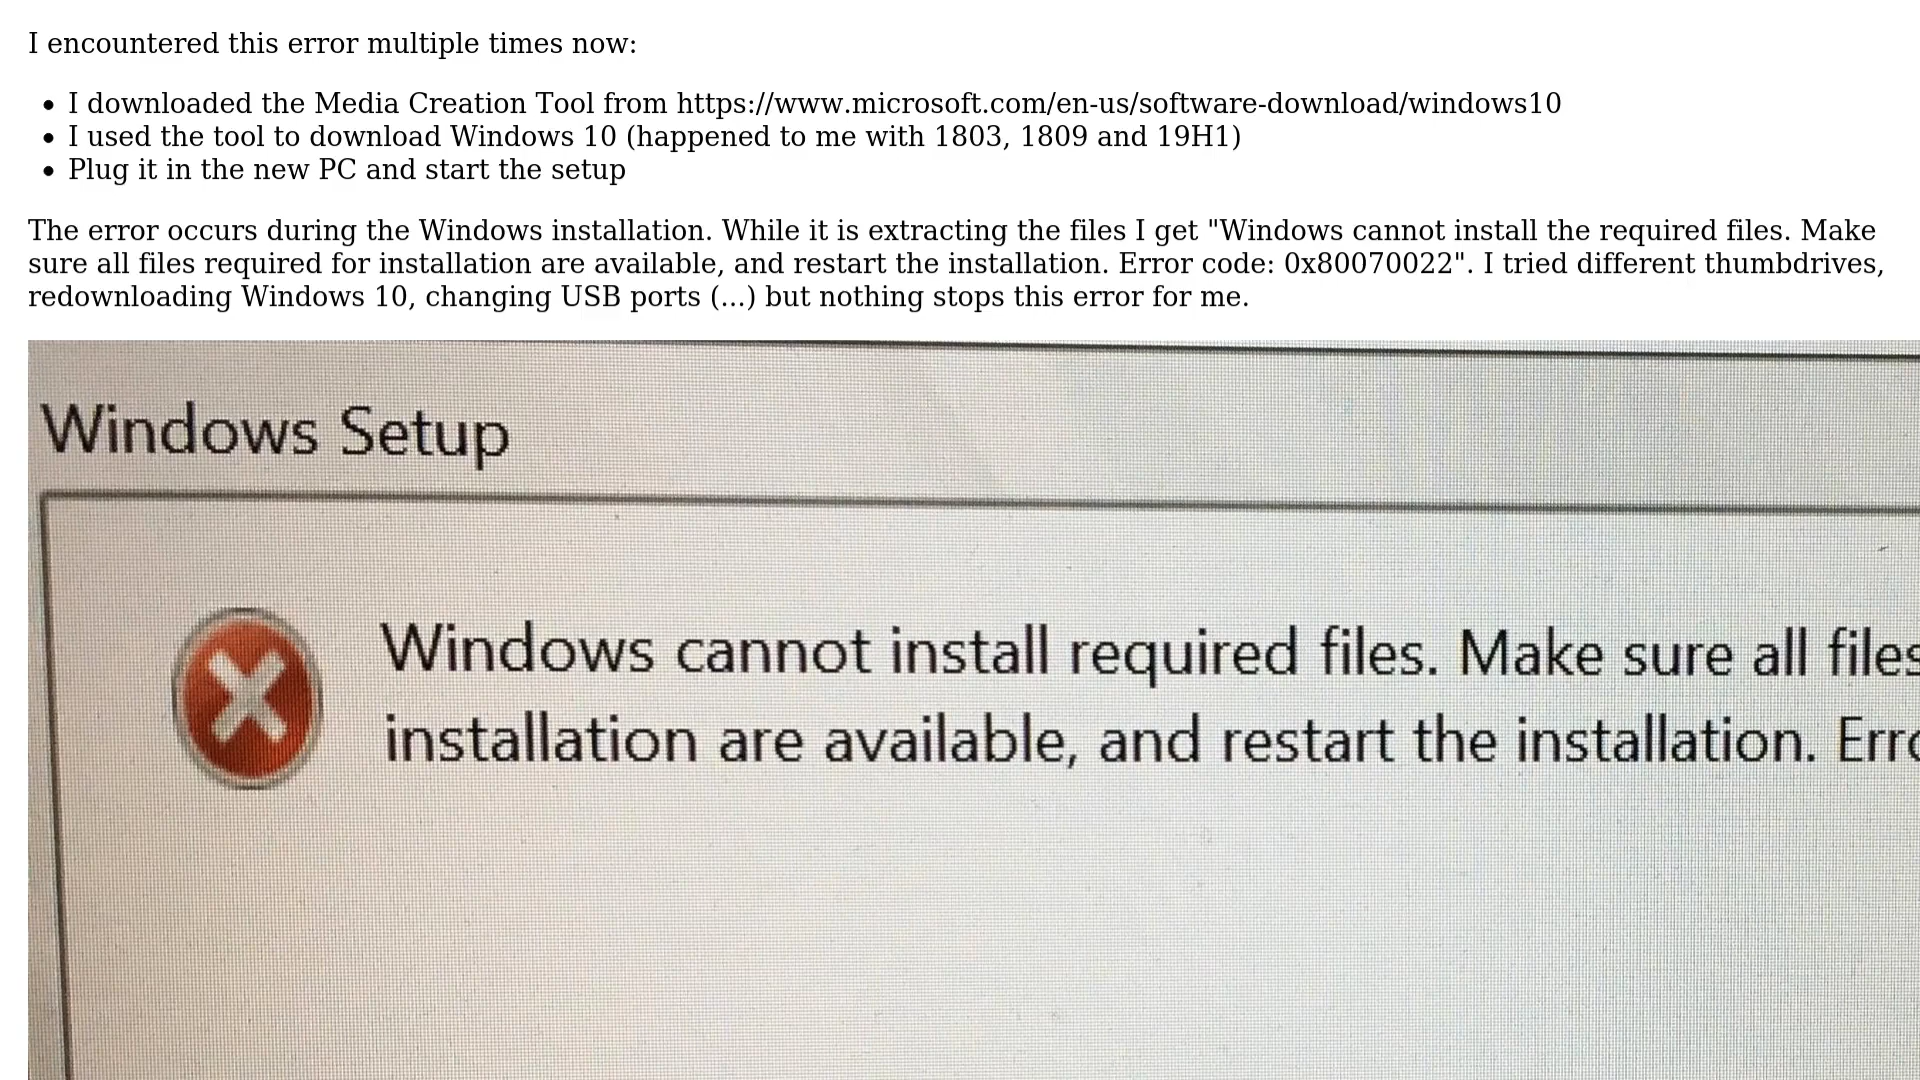 I encountered this error multiple times now:
• I downloaded the Media Creation Tool from https://www.microsoft.com/en-us/software-download/windows10
• I used the tool to download Windows 10 (happened to me with 1803, 1809 and 19H1)
• Plug it in the new PC and start the setup
The error occurs during the Windows installation. While it is extracting the files I get "Windows cannot install the required files. Make
sure all files required for installation are available, and restart the installation. Error code: 0x80070022". I tried different thumbdrives,
redownloading Windows 10, changing USB ports (...) but nothing stops this error for me.
Windows Setup
Windows cannot install required files. Make sure all files
installation are available, and restart the installation. Erro